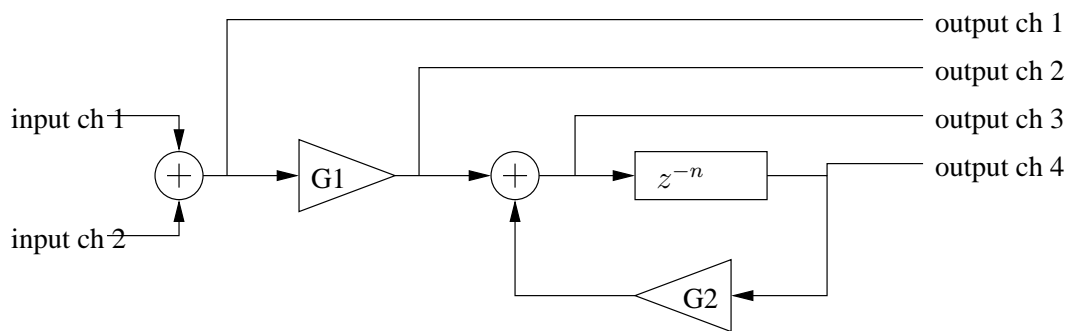 output ch 1
output ch 2
input ch 1
output ch 3
G1
z⁻ⁿ
output ch 4
input ch 2
G2